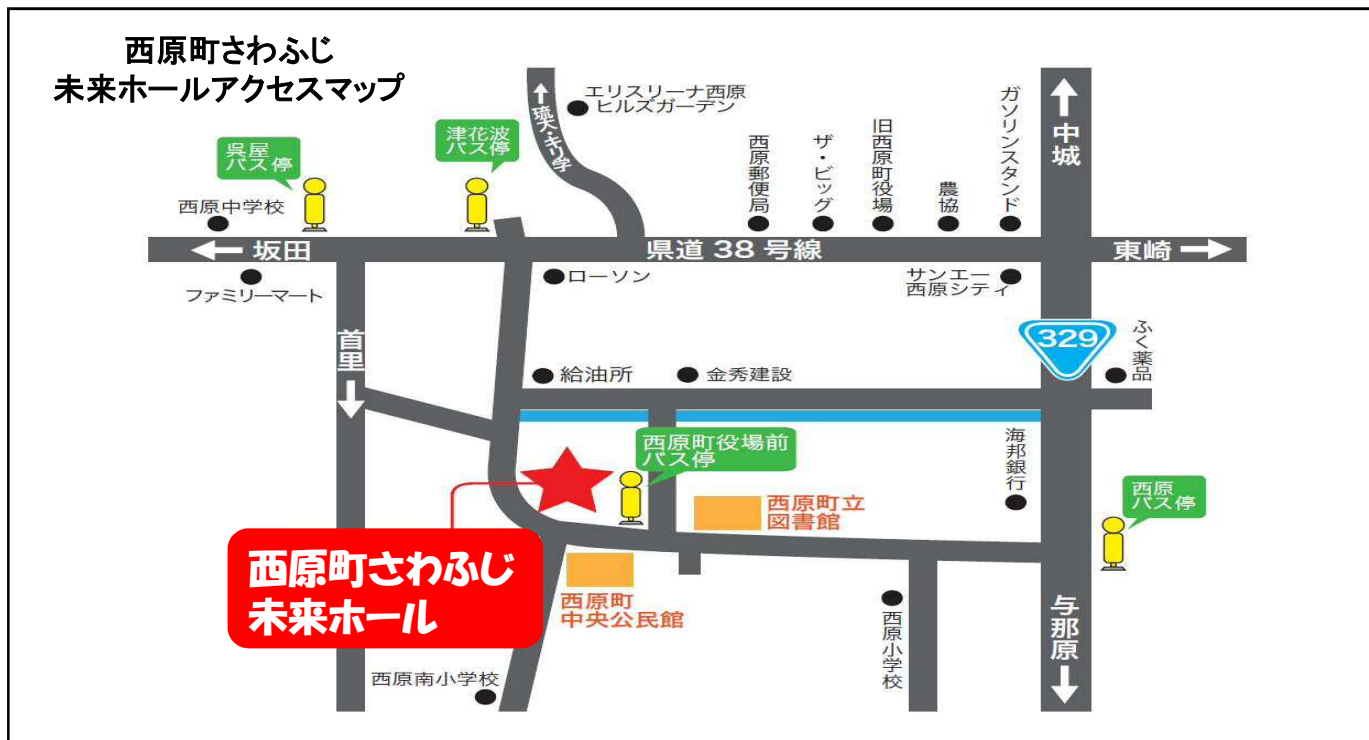 西原町さわふじ
未来ホールアクセスマップ
呉屋
バス停
津花波
バス停
↑琉大・キリ学
エリスリーナ西原
ヒルズガーデン
西原郵便局
ザ・ビッグ
旧西原町役場
農協
ガソリンスタンド
↑中城
西原中学校
←坂田
県道38号線
東崎→
ファミリーマート
ローソン
サンエー
西原シティ
首里↓
329
ふく薬品
給油所
金秀建設
西原町役場前
バス停
海邦銀行
西原
バス停
西原町立
図書館
西原町さわふじ
未来ホール
西原町
中央公民館
西原小学校
与那原↓
西原南小学校